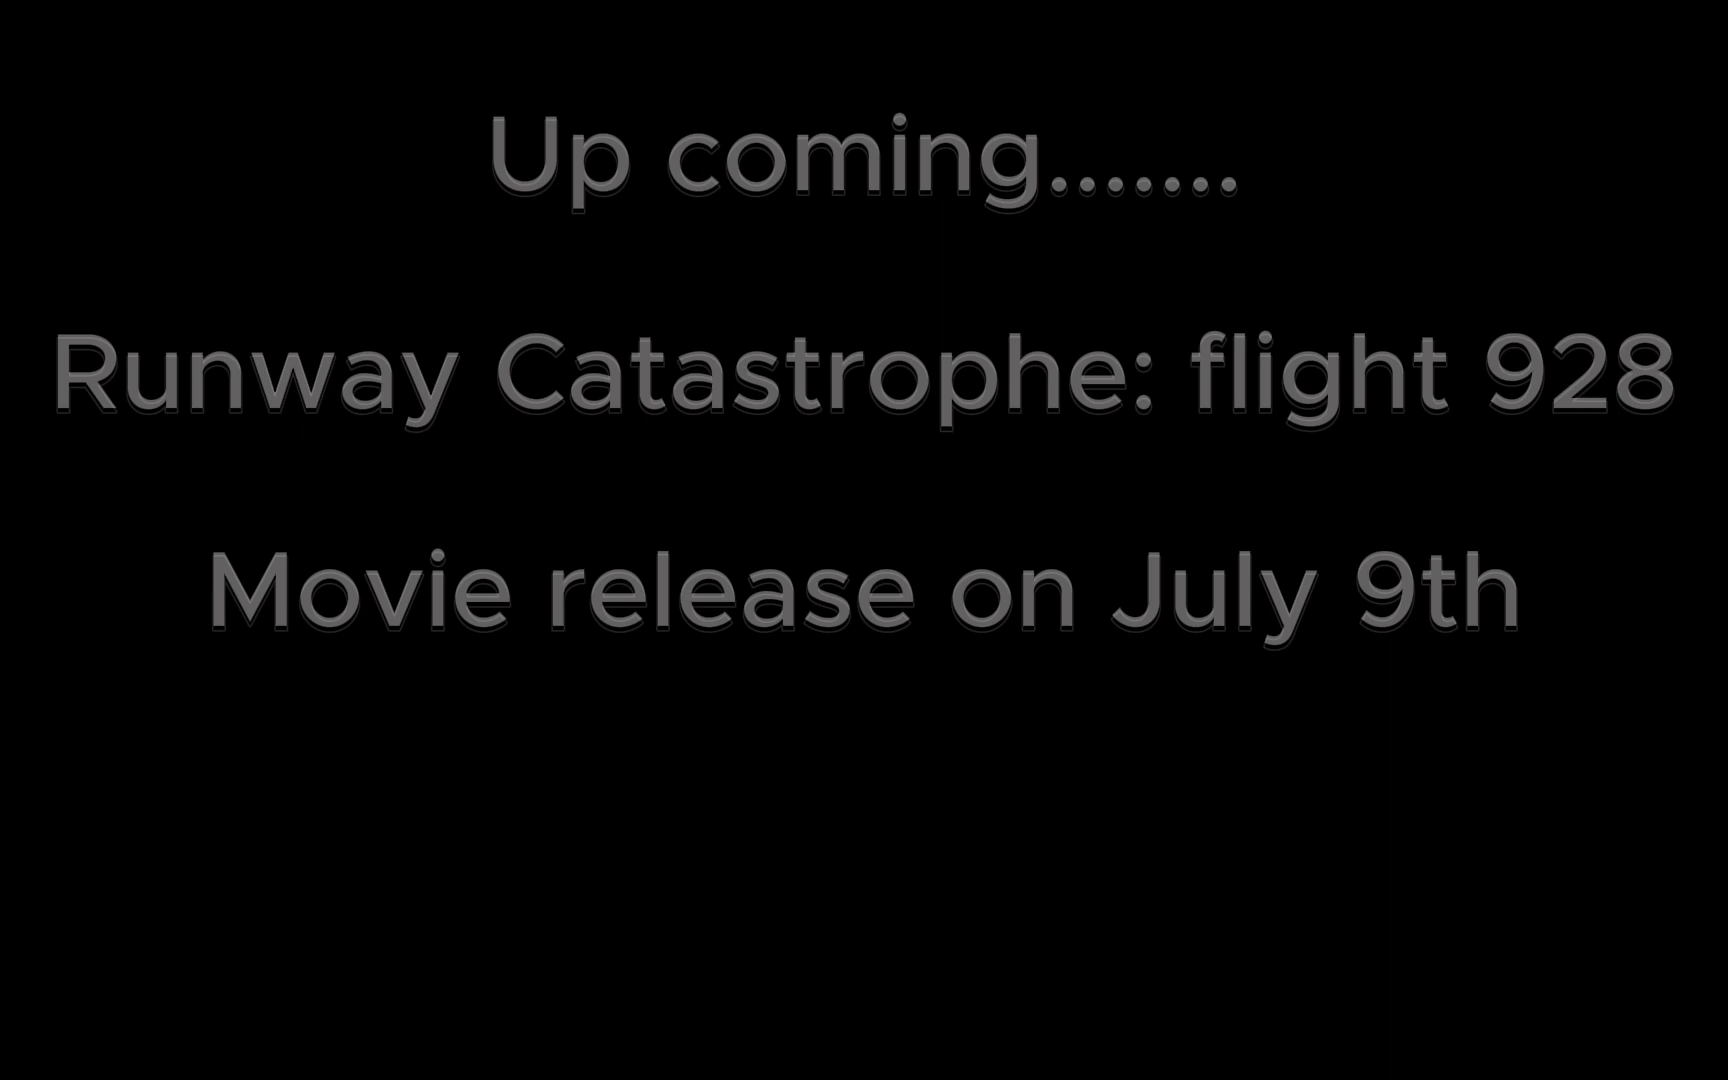 Up coming.......
Runway Catastrophe: flight 928
Movie release on July 9th